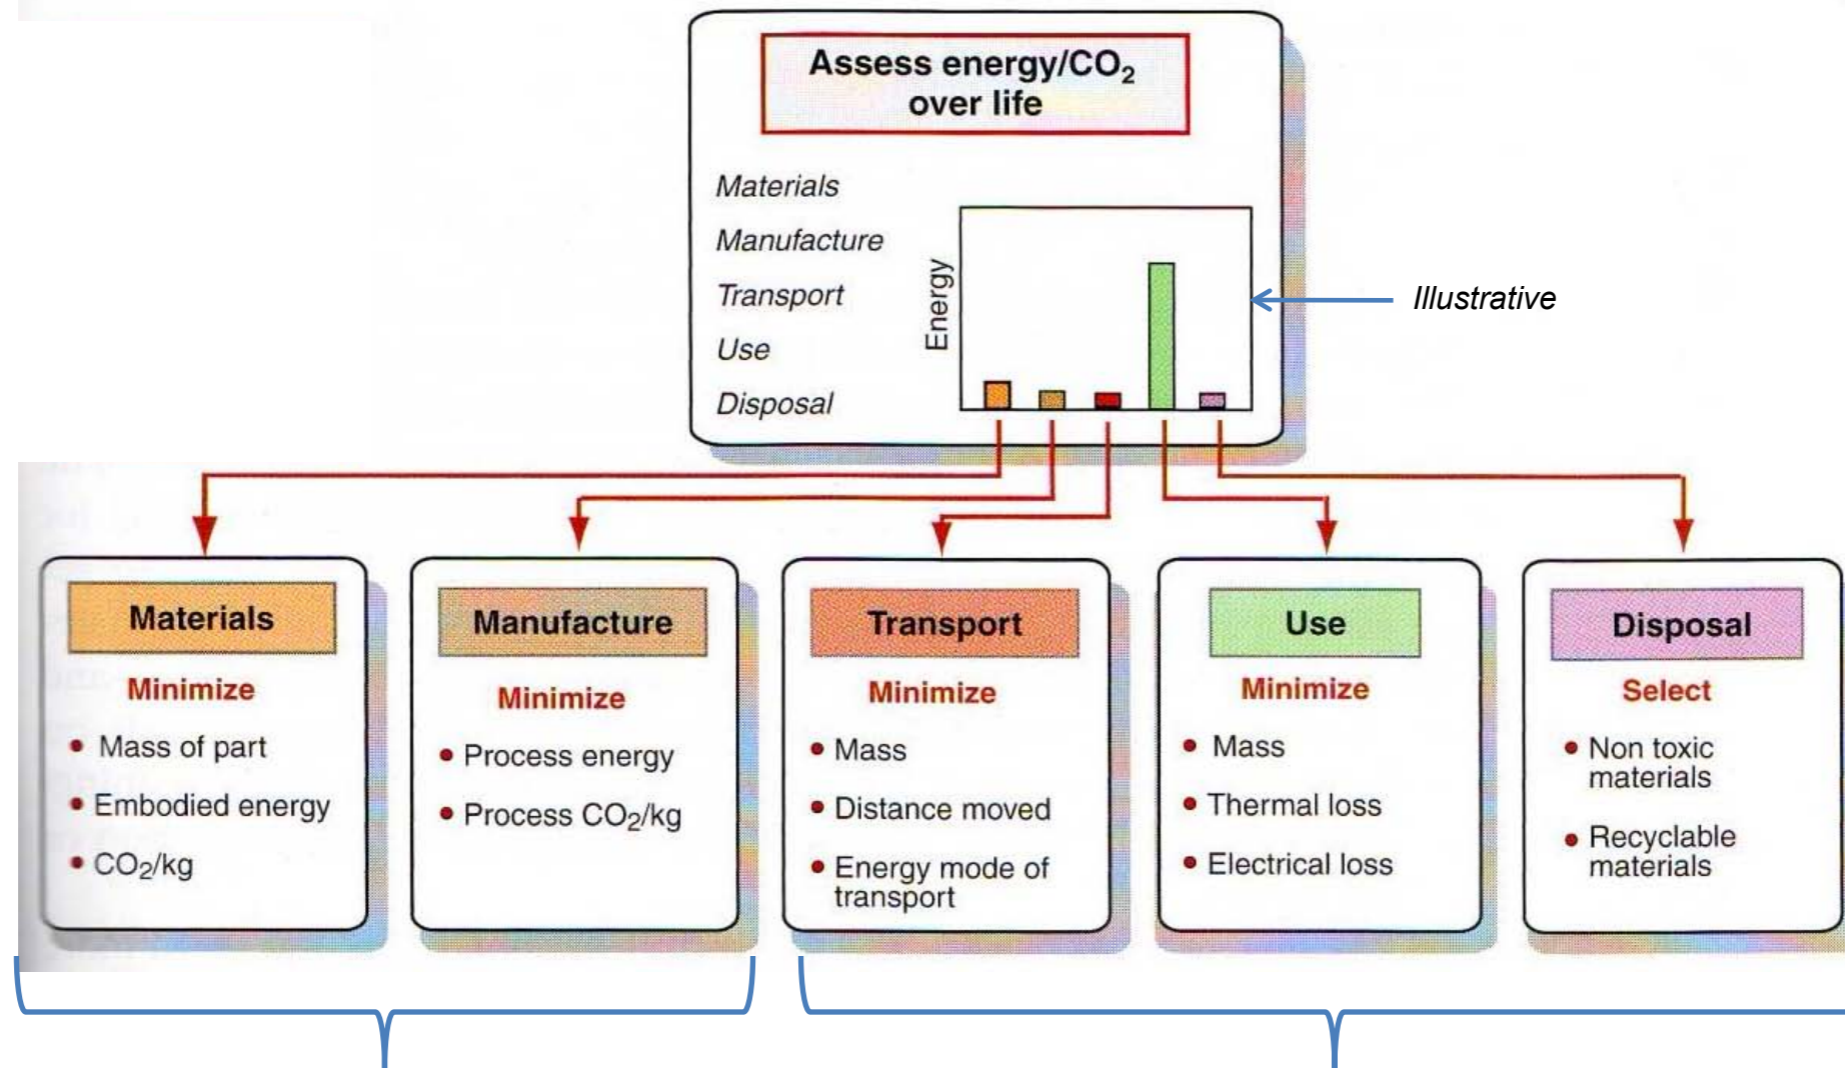 Assess energy/CO₂
over life
Materials
Manufacture
Transport
Use
Disposal
Energy
Illustrative
Materials
Minimize
• Mass of part
• Embodied energy
• CO₂/kg
Manufacture
Minimize
• Process energy
• Process CO₂/kg
Transport
Minimize
• Mass
• Distance moved
• Energy mode of
transport
Use
Minimize
• Mass
• Thermal loss
• Electrical loss
Disposal
Select
• Non toxic
materials
• Recyclable
materials